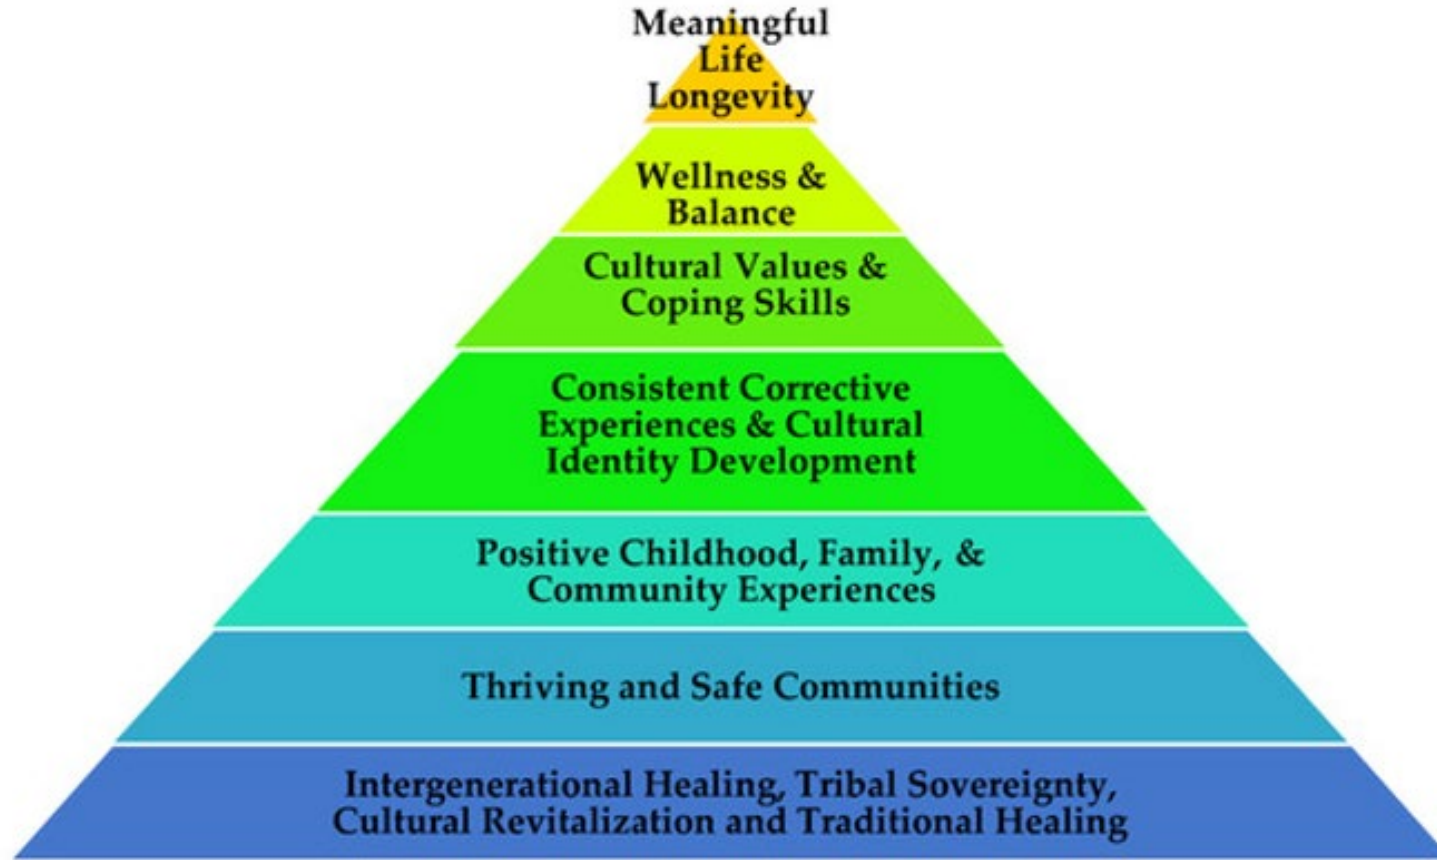 Meaningful
Life
Longevity
Wellness &
Balance
Cultural Values &
Coping Skills
Consistent Corrective
Experiences & Cultural
Identity Development
Positive Childhood, Family, &
Community Experiences
Thriving and Safe Communities
Intergenerational Healing, Tribal Sovereignty,
Cultural Revitalization and Traditional Healing